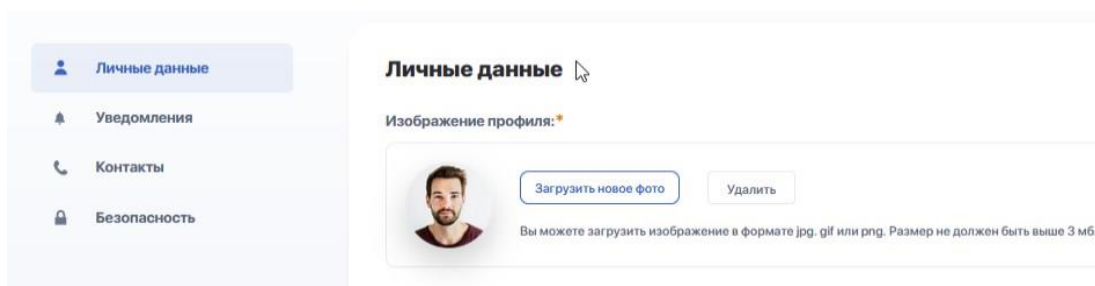 Личные данные
Уведомления
Контакты
Безопасность
Личные данные
Изображение профиля:*
Загрузить новое фото
Удалить
Вы можете загрузить изображение в формате jpg. gif или png. Размер не должен быть выше 3 мб.